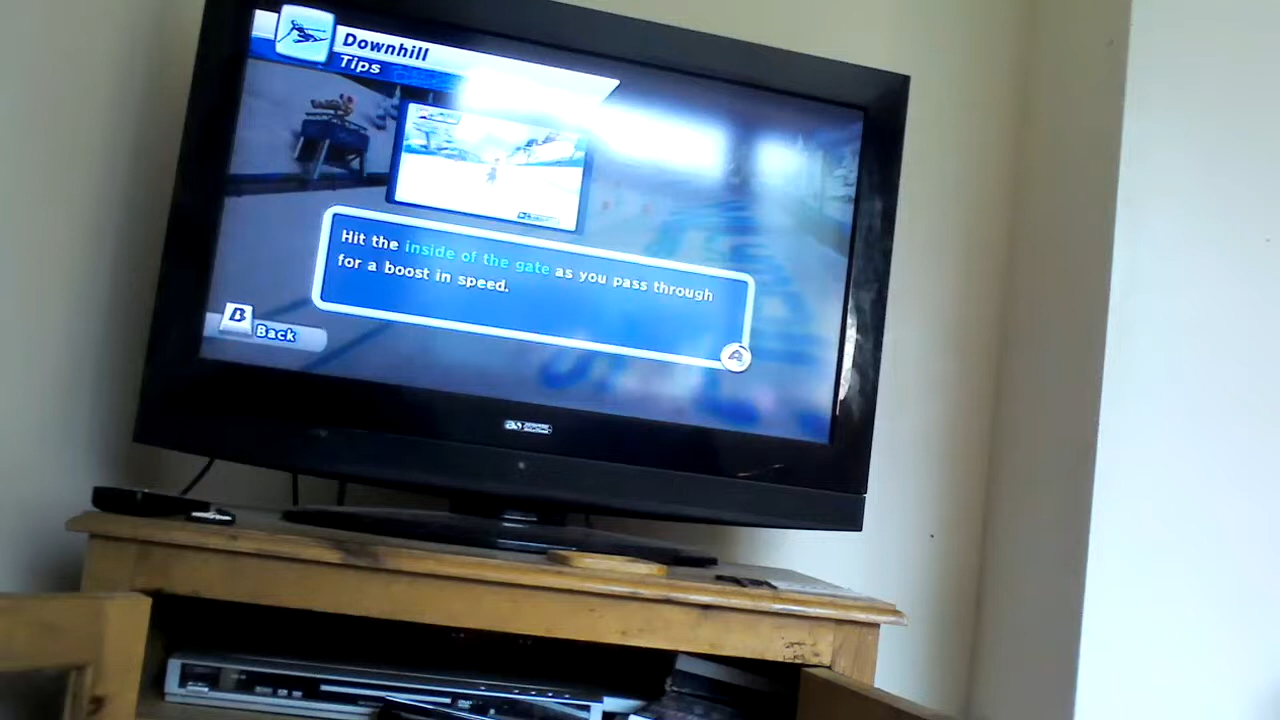 Downhill
Tips
Hit the inside of the gate as you pass through
for a boost in speed.
B
Back
A